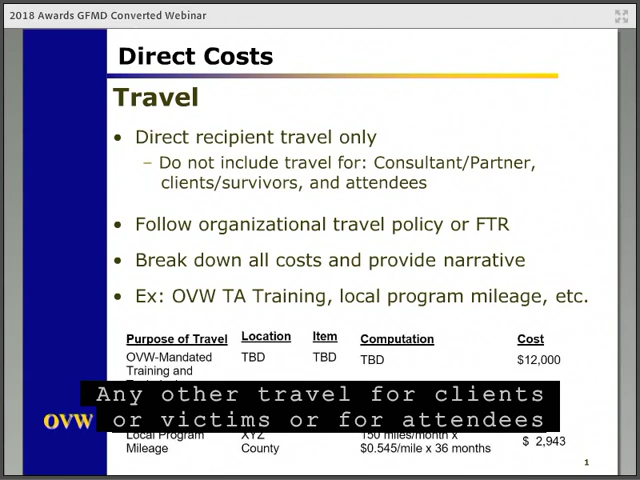 2018 Awards GFMD Converted Webinar
Direct Costs
Travel
• Direct recipient travel only
– Do not include travel for: Consultant/Partner,
clients/survivors, and attendees
• Follow organizational travel policy or FTR
• Break down all costs and provide narrative
• Ex: OVW TA Training, local program mileage, etc.
Purpose of Travel Location Item Computation Cost
OVW-Mandated TBD TBD TBD $12,000
Training and
Any other travel for clients
or victims or for attendees
OVW
Local Program XYZ 150 miles/month x $ 2,943
Mileage County $0.545/mile x 36 months
1